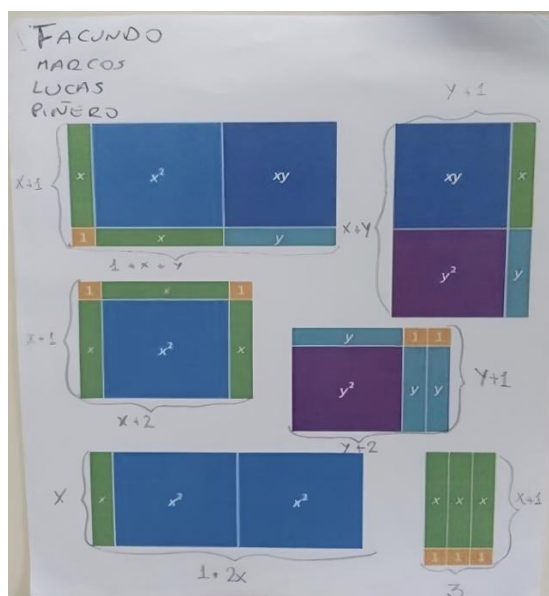 FACUNDO
MARCOS
LUCAS
PIÑERO
x+1
x x² xy
1 x y
1 + x + y
y+1
x+y
xy x
y² y
x+1
1 x 1
x x² x
x+2
y 1 1
y² y y
y+1
y+2
x
x x² x²
1 + 2x
x x x
1 1 1
x+1
3